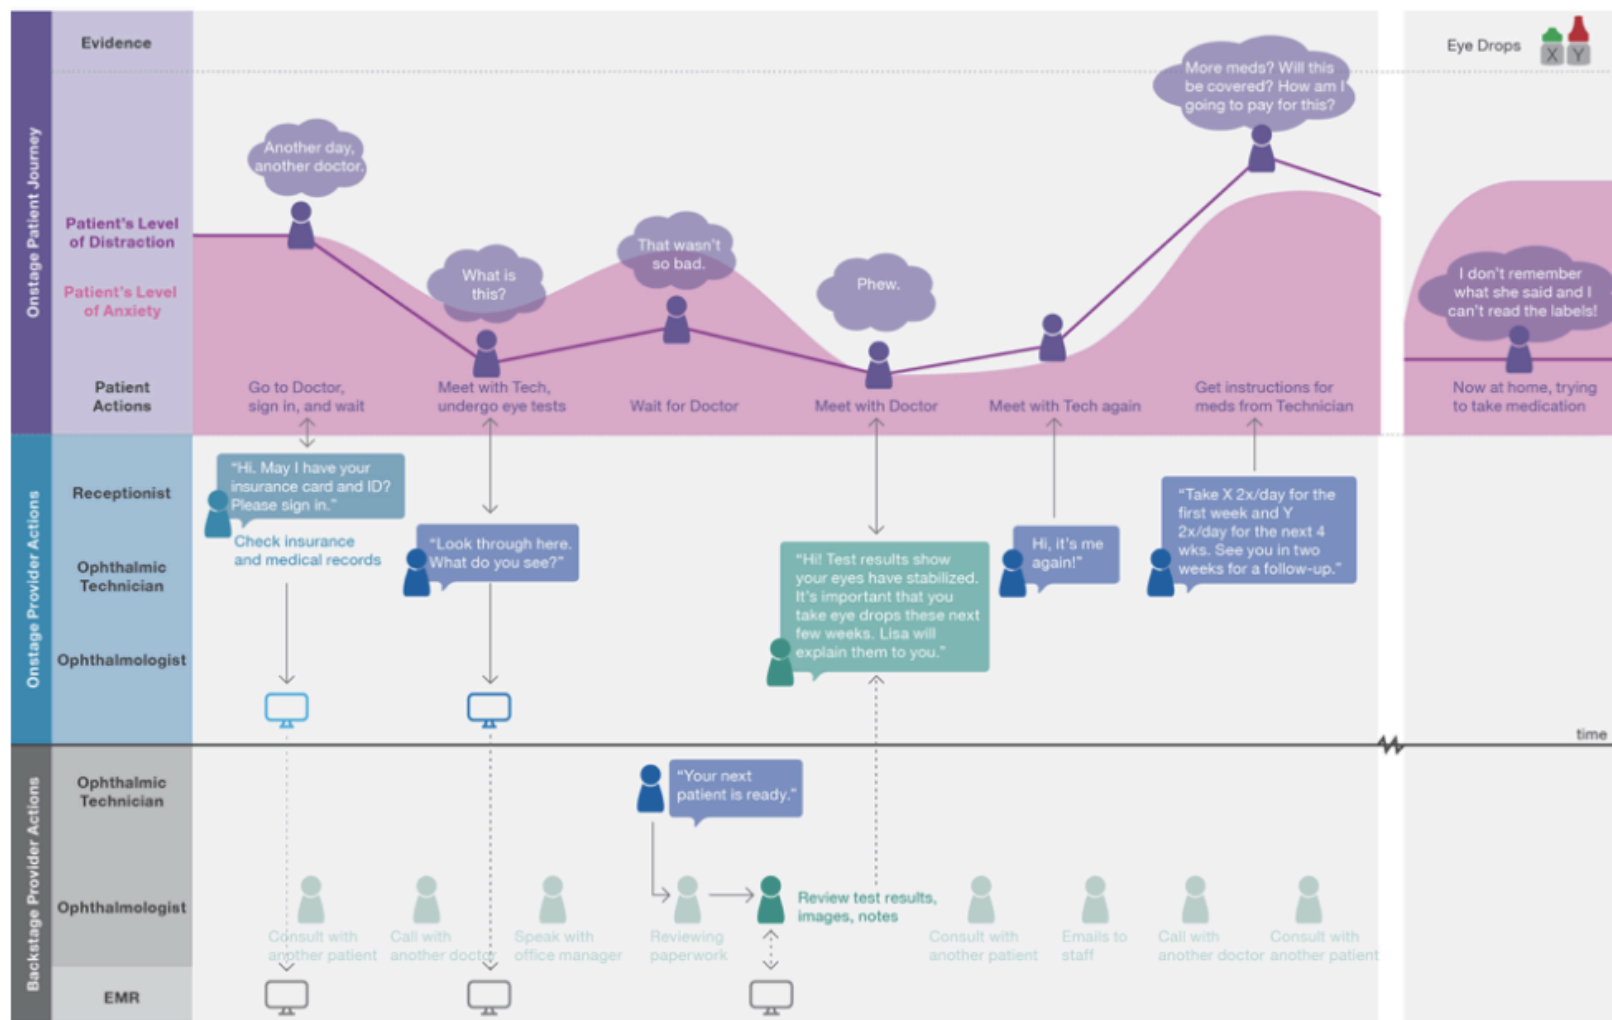 Onstage Patient Journey
Evidence
Eye Drops
X Y
More meds? Will this
be covered? How am I
going to pay for this?
Another day,
another doctor.
Patient's Level
of Distraction
What is
this?
That wasn't
so bad.
Phew.
I don't remember
what she said and I
can't read the labels!
Patient's Level
of Anxiety
Patient
Actions
Go to Doctor,
sign in, and wait
Meet with Tech,
undergo eye tests
Wait for Doctor
Meet with Doctor
Meet with Tech again
Get instructions for
meds from Technician
Now at home, trying
to take medication
Onstage Provider Actions
Receptionist
"Hi. May I have your
insurance card and ID?
Please sign in."
Check insurance
and medical records
Ophthalmic
Technician
"Look through here.
What do you see?"
"Hi! Test results show
your eyes have stabilized.
It's important that you
take eye drops these next
few weeks. Lisa will
explain them to you."
Hi, it's me
again!"
"Take X 2x/day for the
first week and Y
2x/day for the next 4
wks. See you in two
weeks for a follow-up."
Ophthalmologist
time
Backstage Provider Actions
Ophthalmic
Technician
"Your next
patient is ready."
Ophthalmologist
Consult with
another patient
Call with
another doctor
Speak with
office manager
Reviewing
paperwork
Review test results,
images, notes
Consult with
another patient
Emails to
staff
Call with
another doctor
Consult with
another patient
EMR